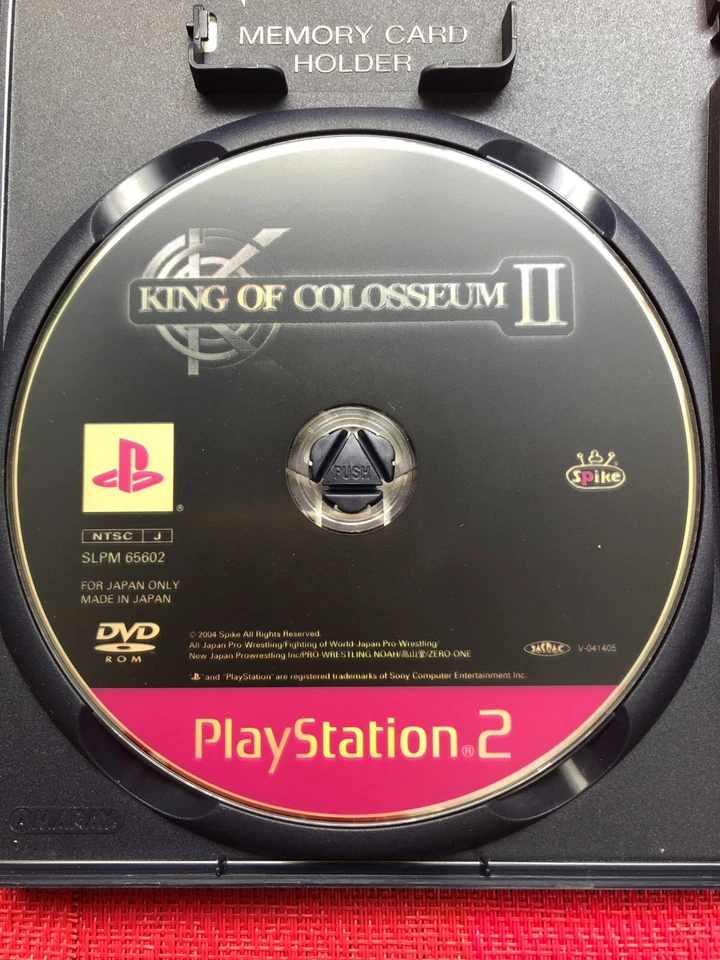 MEMORY CARD
HOLDER
KING OF COLOSSEUM II
PUSH
Spike
®
NTSC J
SLPM 65602
FOR JAPAN ONLY
MADE IN JAPAN
DVD
ROM
© 2004 Spike All Rights Reserved.
All Japan Pro-Wrestling/Fighting of World-Japan Pro-Wrestling/
New Japan Prowrestling Inc/PRO-WRESTLING NOAH/高山堂/ZERO-ONE
JASRAC V-041405
" " and "PlayStation" are registered trademarks of Sony Computer Entertainment Inc.
PlayStation®2
AMARAY